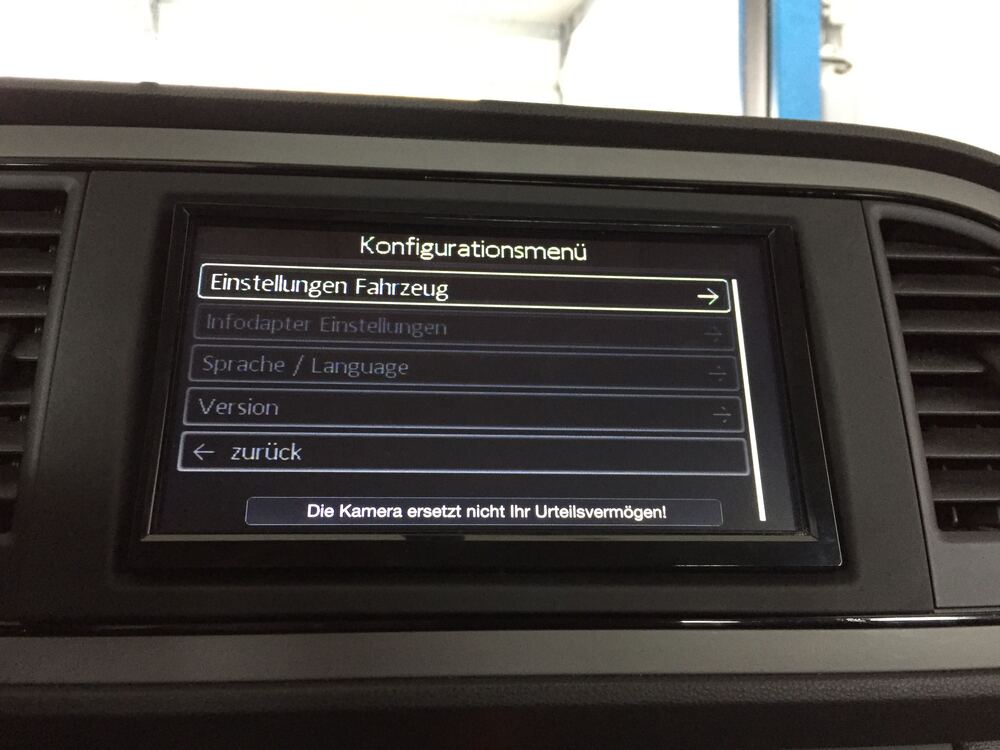 Konfigurationsmenü
Einstellungen Fahrzeug
Infodapter Einstellungen
Sprache / Language
Version
zurück
Die Kamera ersetzt nicht Ihr Urteilsvermögen!